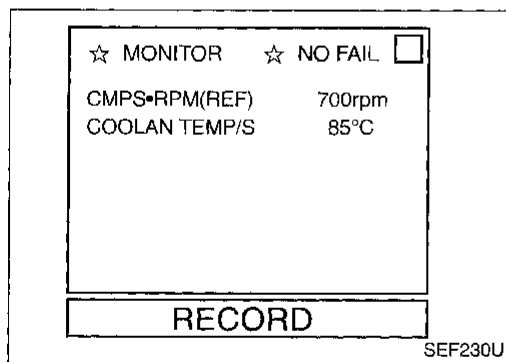 ☆ MONITOR ☆ NO FAIL
CMPS•RPM(REF) 700rpm
COOLAN TEMP/S 85°C
RECORD
SEF230U